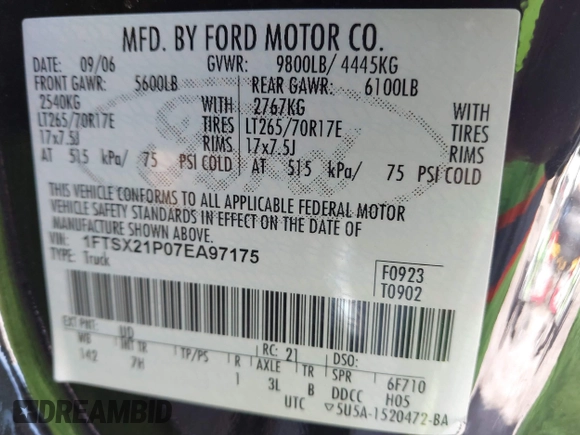 MFD. BY FORD MOTOR CO.
DATE: 09/06 GVWR: 9800LB/ 4445KG
FRONT GAWR: 5600LB REAR GAWR: 6100LB
2540KG WITH 2767KG WITH
LT265/70R17E TIRES LT265/70R17E TIRES
17x7.5J RIMS 17x7.5J RIMS
AT 515 kPa/ 75 PSI COLD AT 515 kPa/ 75 PSI COLD
THIS VEHICLE CONFORMS TO ALL APPLICABLE FEDERAL MOTOR
VEHICLE SAFETY STANDARDS IN EFFECT ON THE DATE OF
MANUFACTURE SHOWN ABOVE.
VIN: 1FTSX21P07EA97175
TYPE: Truck
F0923
T0902
EXT PNT: UD RC: 21 DSO:
WB INT TR TP/PS R AXLE TR SPR 6F710
142 7H 1 3L B DDCC H05
UTC 5U5A-1520472-BA
DREAMBID